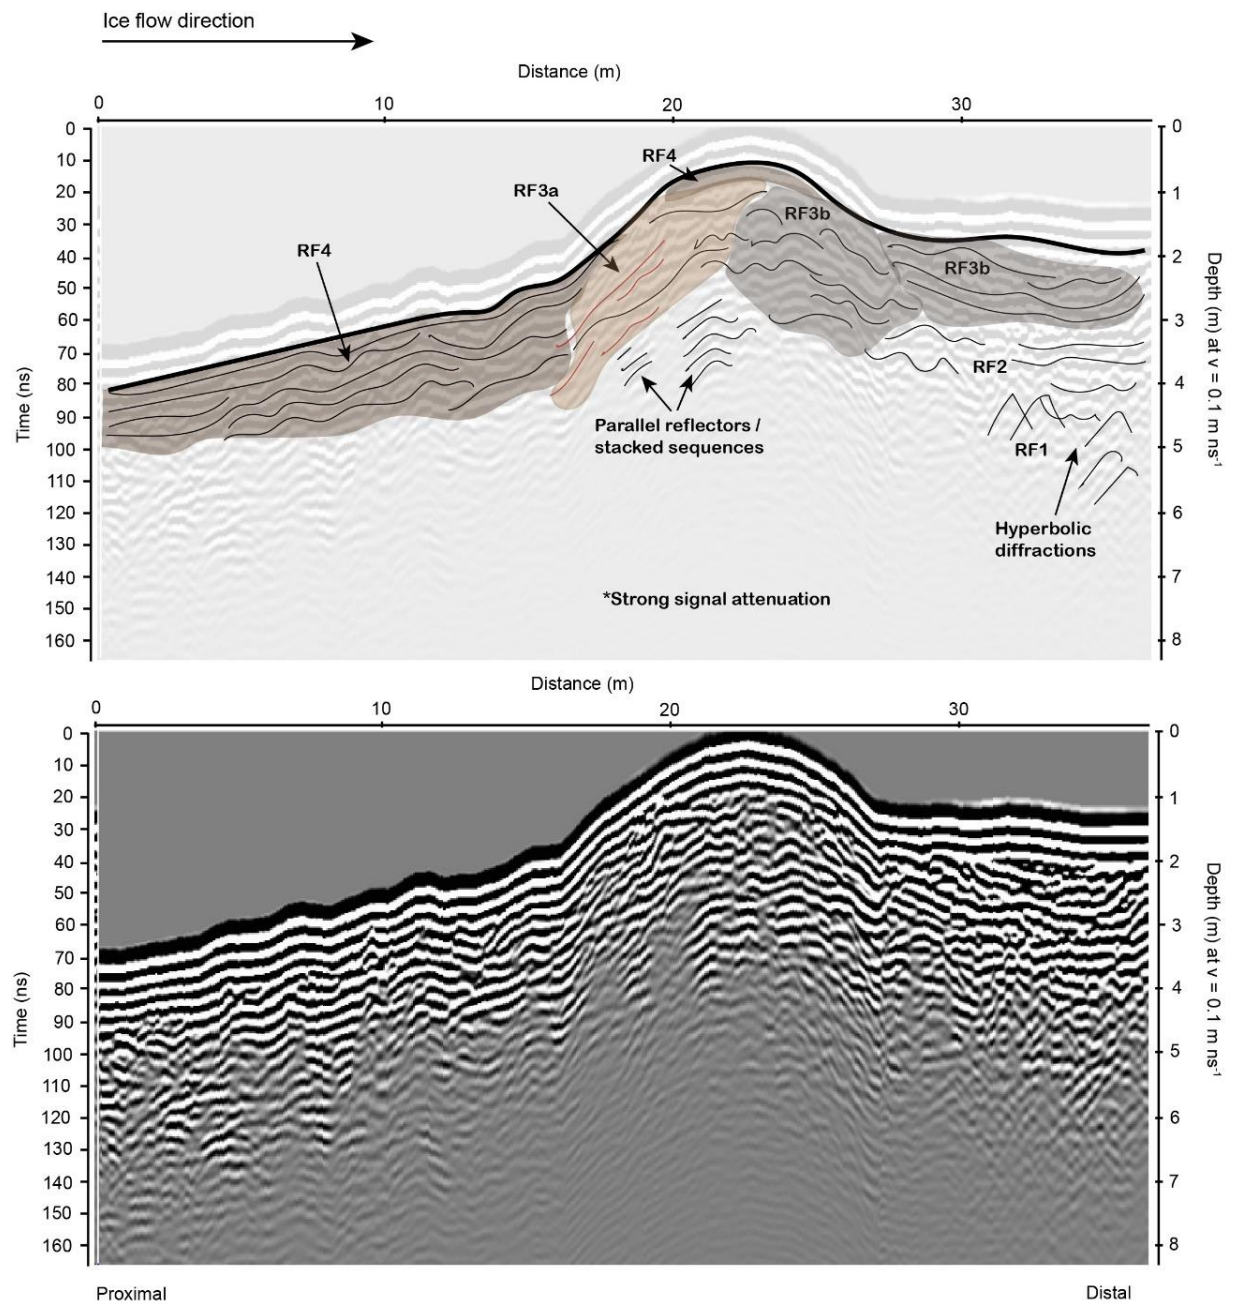 Ice flow direction
Distance (m)
0 10 20 30
0 0
10
20 1
30
40 2
50
60 3
70
80 4
90
100 5
110
120 6
130
140 7
150
160 8
Time (ns)
Depth (m) at v = 0.1 m ns-1
RF4
RF3a
RF4
RF3b
RF3b
RF2
RF1
Parallel reflectors /
stacked sequences
Hyperbolic
diffractions
*Strong signal attenuation
Distance (m)
0 10 20 30
0 0
10
20 1
30
40 2
50
60 3
70
80 4
90
100 5
110
120 6
130
140 7
150
160 8
Time (ns)
Depth (m) at v = 0.1 m ns-1
Proximal Distal